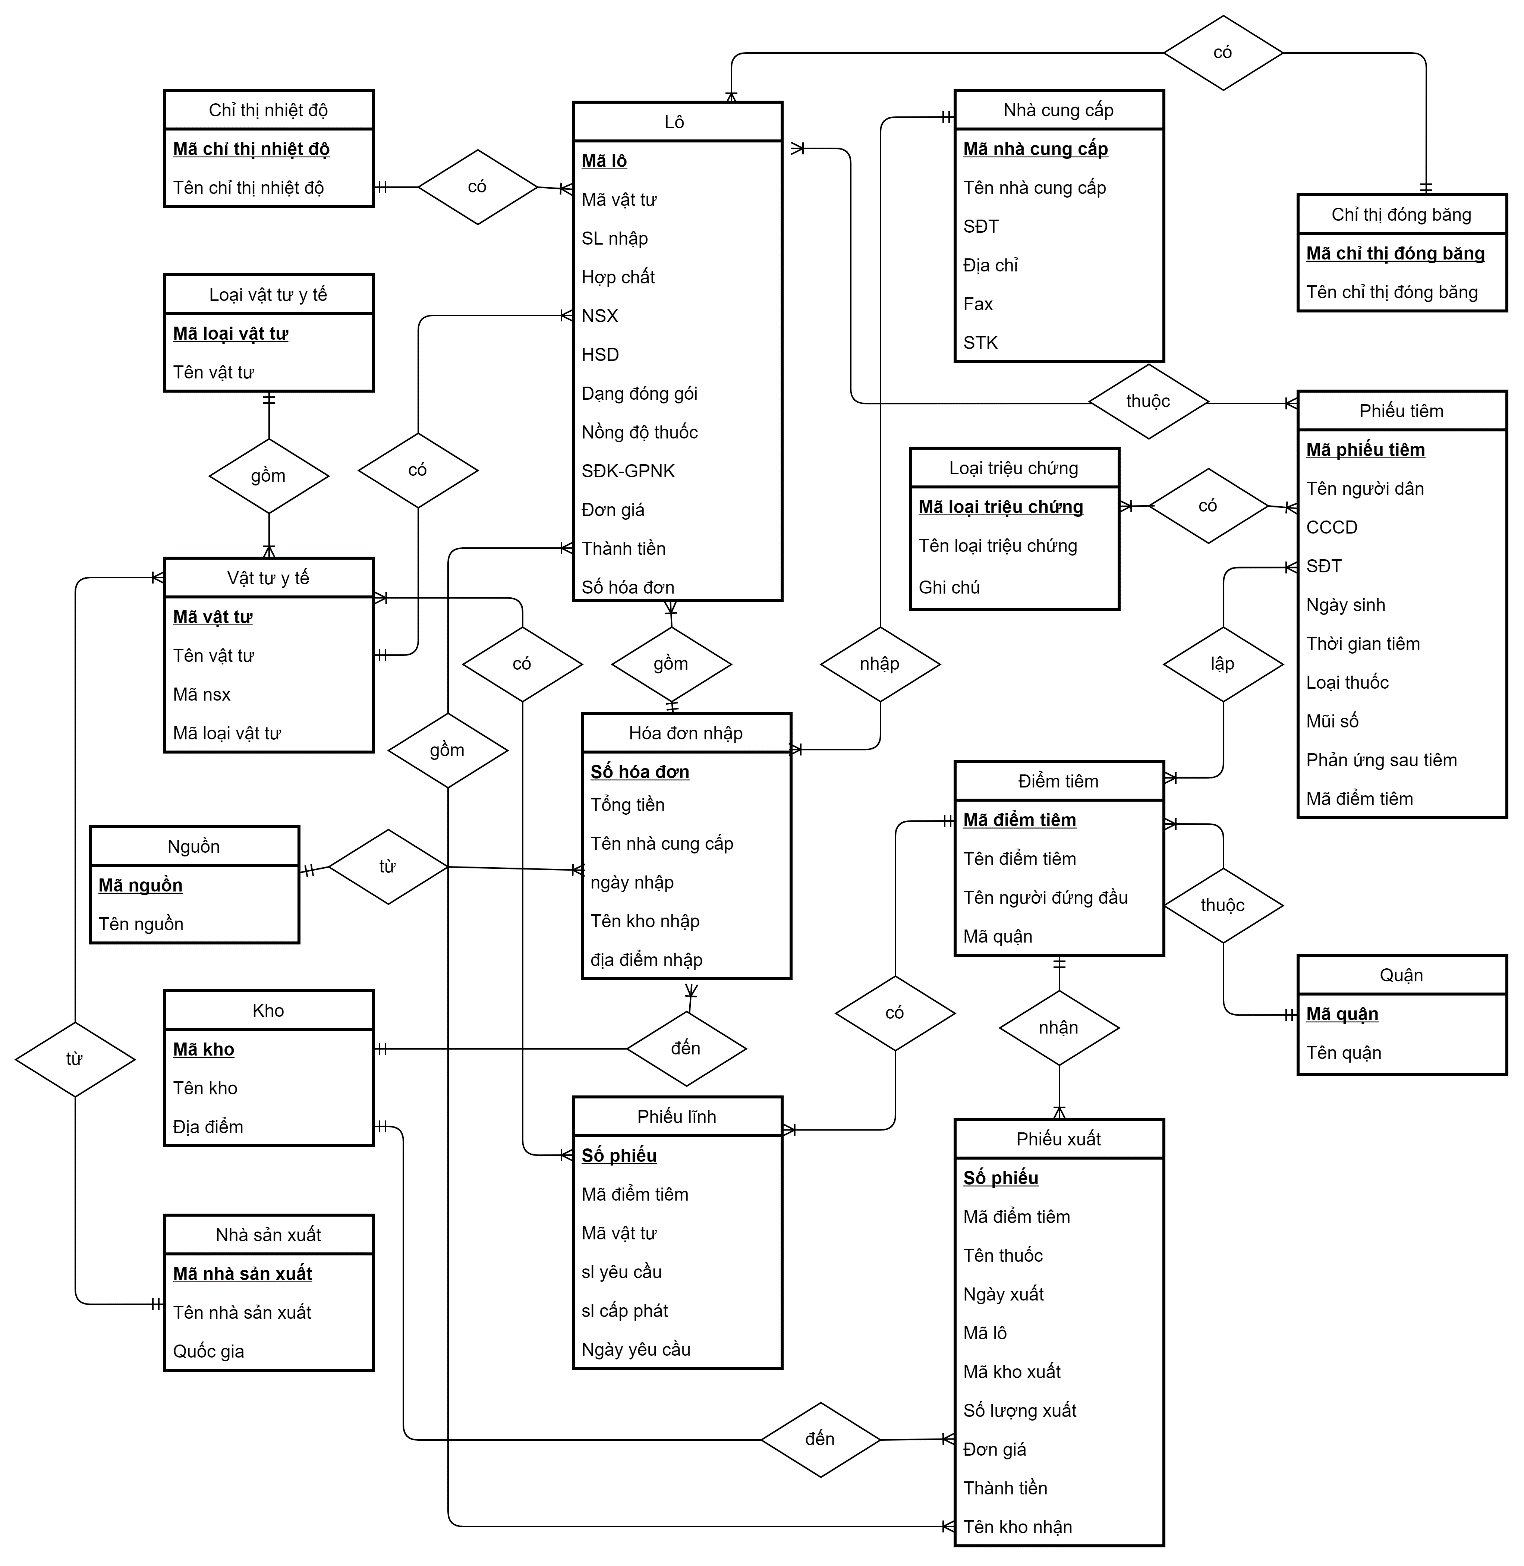 có
Chỉ thị nhiệt độ
Mã chí thị nhiệt độ
Tên chỉ thị nhiệt độ
có
Lô
Mã lô
Mã vật tư
SL nhập
Hợp chất
NSX
HSD
Dạng đóng gói
Nồng độ thuốc
SĐK-GPNK
Đơn giá
Thành tiền
Số hóa đơn
Nhà cung cấp
Mã nhà cung cấp
Tên nhà cung cấp
SĐT
Địa chỉ
Fax
STK
Chỉ thị đóng băng
Mã chỉ thị đóng băng
Tên chỉ thị đóng băng
Loại vật tư y tế
Mã loại vật tư
Tên vật tư
gồm
có
thuộc
Phiếu tiêm
Mã phiếu tiêm
Tên người dân
CCCD
SĐT
Ngày sinh
Thời gian tiêm
Loại thuốc
Mũi số
Phản ứng sau tiêm
Mã điểm tiêm
Loại triệu chứng
Mã loại triệu chứng
Tên loại triệu chứng
Ghi chú
có
Vật tư y tế
Mã vật tư
Tên vật tư
Mã nsx
Mã loại vật tư
có
gồm
nhập
lập
gồm
Hóa đơn nhập
Số hóa đơn
Tổng tiền
Tên nhà cung cấp
ngày nhập
Tên kho nhập
địa điểm nhập
Điểm tiêm
Mã điểm tiêm
Tên điểm tiêm
Tên người đứng đầu
Mã quận
Nguồn
Mã nguồn
Tên nguồn
từ
thuộc
Quận
Mã quận
Tên quận
Kho
Mã kho
Tên kho
Địa điểm
từ
đến
có
nhận
Phiếu lĩnh
Số phiếu
Mã điểm tiêm
Mã vật tư
sl yêu cầu
sl cấp phát
Ngày yêu cầu
Phiếu xuất
Số phiếu
Mã điểm tiêm
Tên thuốc
Ngày xuất
Mã lô
Mã kho xuất
Số lượng xuất
Đơn giá
Thành tiền
Tên kho nhận
Nhà sản xuất
Mã nhà sản xuất
Tên nhà sản xuất
Quốc gia
đến